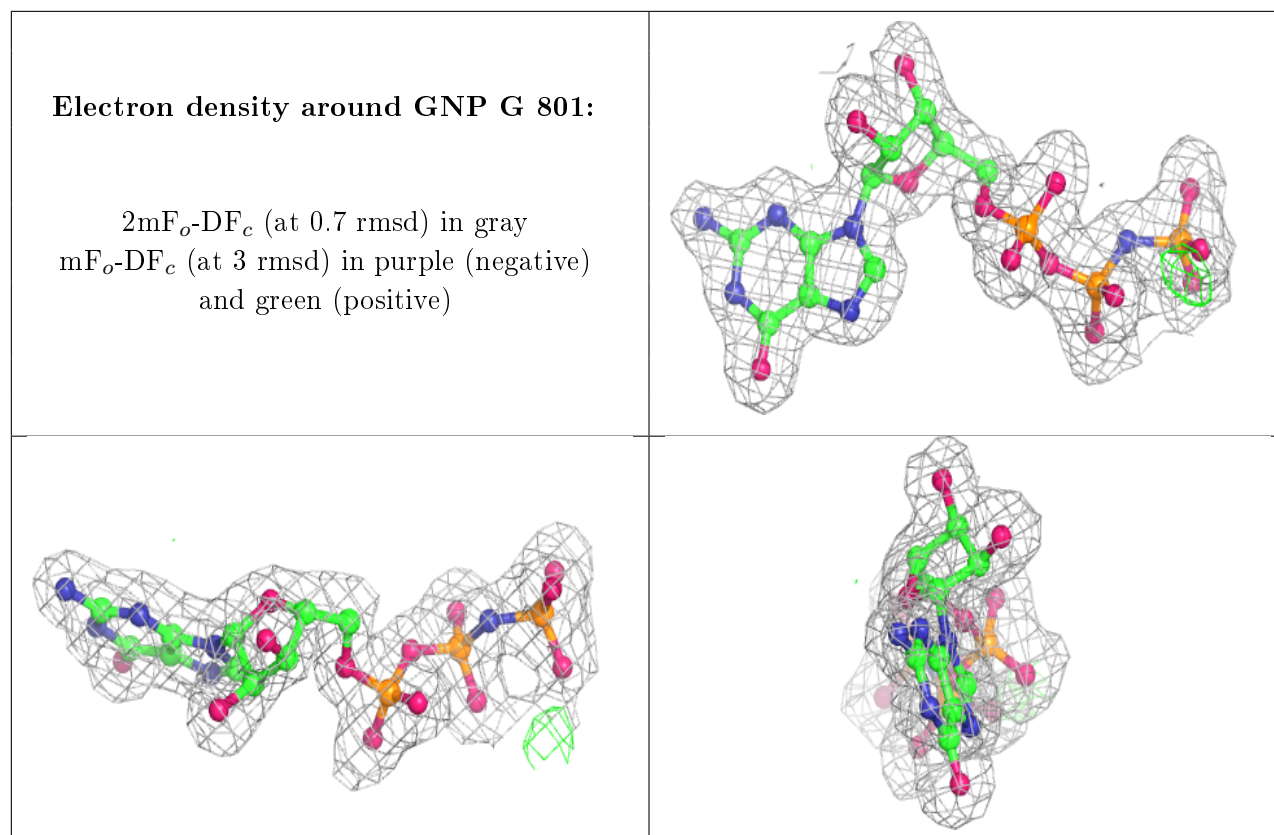 Electron density around GNP G 801:
2mFₒ-DF𝑐 (at 0.7 rmsd) in gray
mFₒ-DF𝑐 (at 3 rmsd) in purple (negative)
and green (positive)